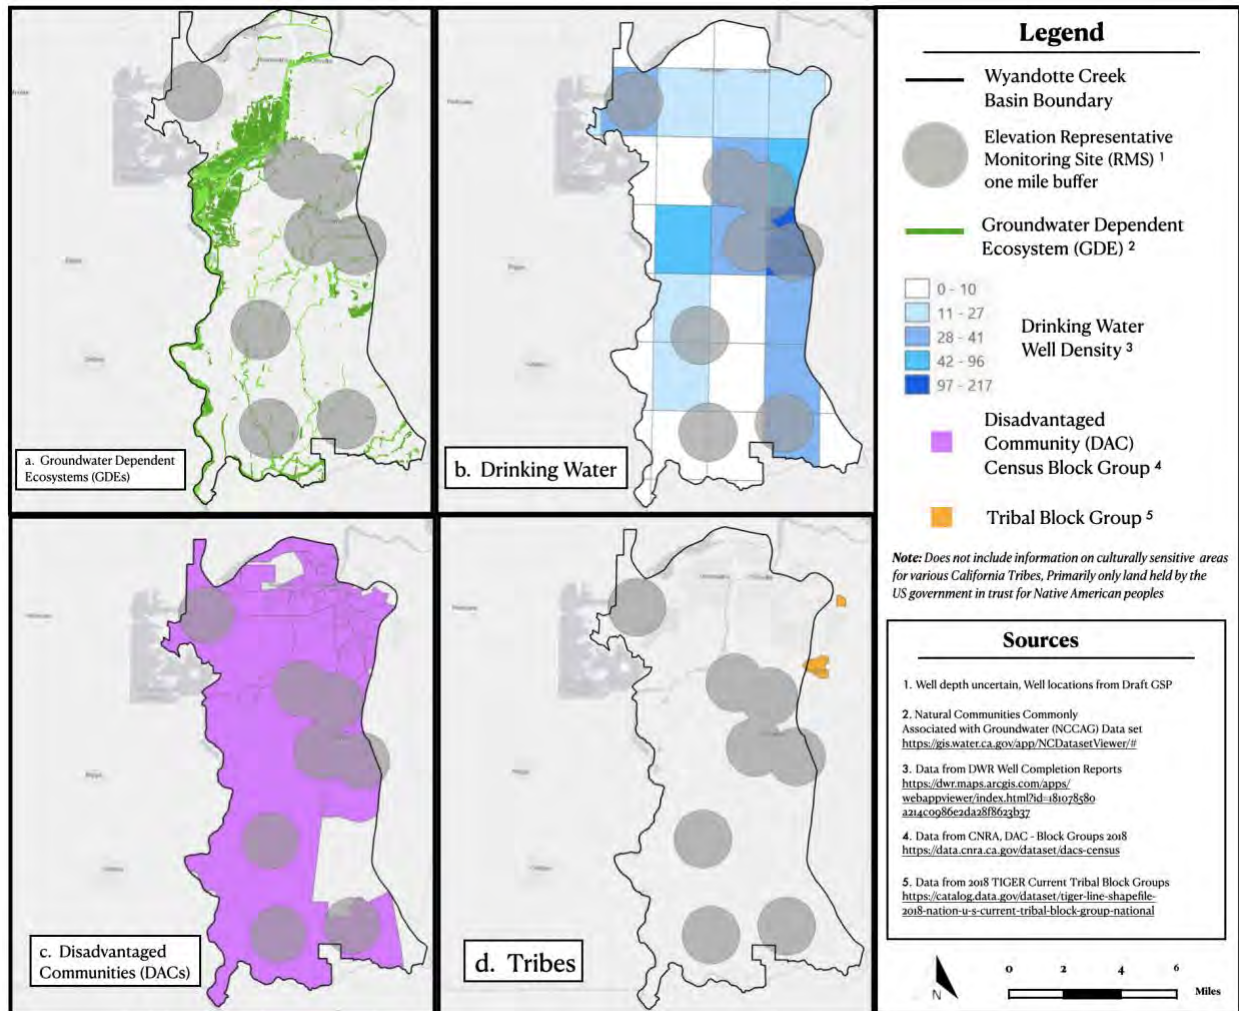 a. Groundwater Dependent
Ecosystems (GDEs)
b. Drinking Water
c. Disadvantaged
Communities (DACs)
d. Tribes
Legend
Wyandotte Creek
Basin Boundary
Elevation Representative
Monitoring Site (RMS) 1
one mile buffer
Groundwater Dependent
Ecosystem (GDE) 2
0 - 10
11 - 27
28 - 41
42 - 96
97 - 217
Drinking Water
Well Density 3
Disadvantaged
Community (DAC)
Census Block Group 4
Tribal Block Group 5
Note: Does not include information on culturally sensitive areas
for various California Tribes, Primarily only land held by the
US government in trust for Native American peoples
Sources
1. Well depth uncertain, Well locations from Draft GSP
2. Natural Communities Commonly
Associated with Groundwater (NCCAG) Data set
https://gis.water.ca.gov/app/NCDatasetViewer/#
3. Data from DWR Well Completion Reports
https://dwr.maps.arcgis.com/apps/
webappviewer/index.html?id=181078580
a214c0986e2da28f8623b37
4. Data from CNRA, DAC - Block Groups 2018
https://data.cnra.ca.gov/dataset/dacs-census
5. Data from 2018 TIGER Current Tribal Block Groups
https://catalog.data.gov/dataset/tiger-line-shapefile-
2018-nation-u-s-current-tribal-block-group-national
N
0 2 4 6
Miles